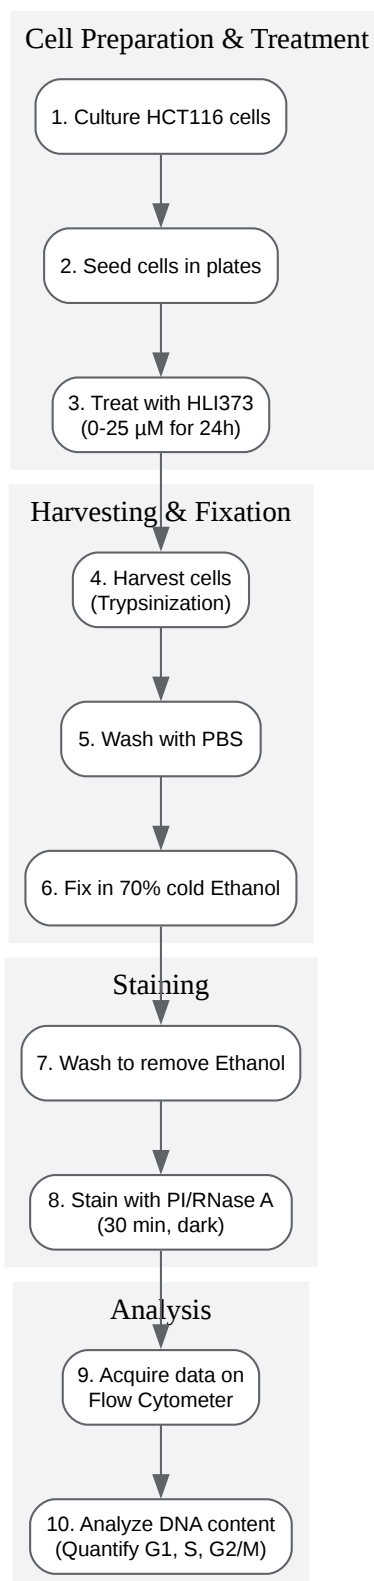 Cell Preparation & Treatment
1. Culture HCT116 cells
2. Seed cells in plates
3. Treat with HLI373
(0-25 µM for 24h)
Harvesting & Fixation
4. Harvest cells
(Trypsinization)
5. Wash with PBS
6. Fix in 70% cold Ethanol
Staining
7. Wash to remove Ethanol
8. Stain with PI/RNase A
(30 min, dark)
Analysis
9. Acquire data on
Flow Cytometer
10. Analyze DNA content
(Quantify G1, S, G2/M)